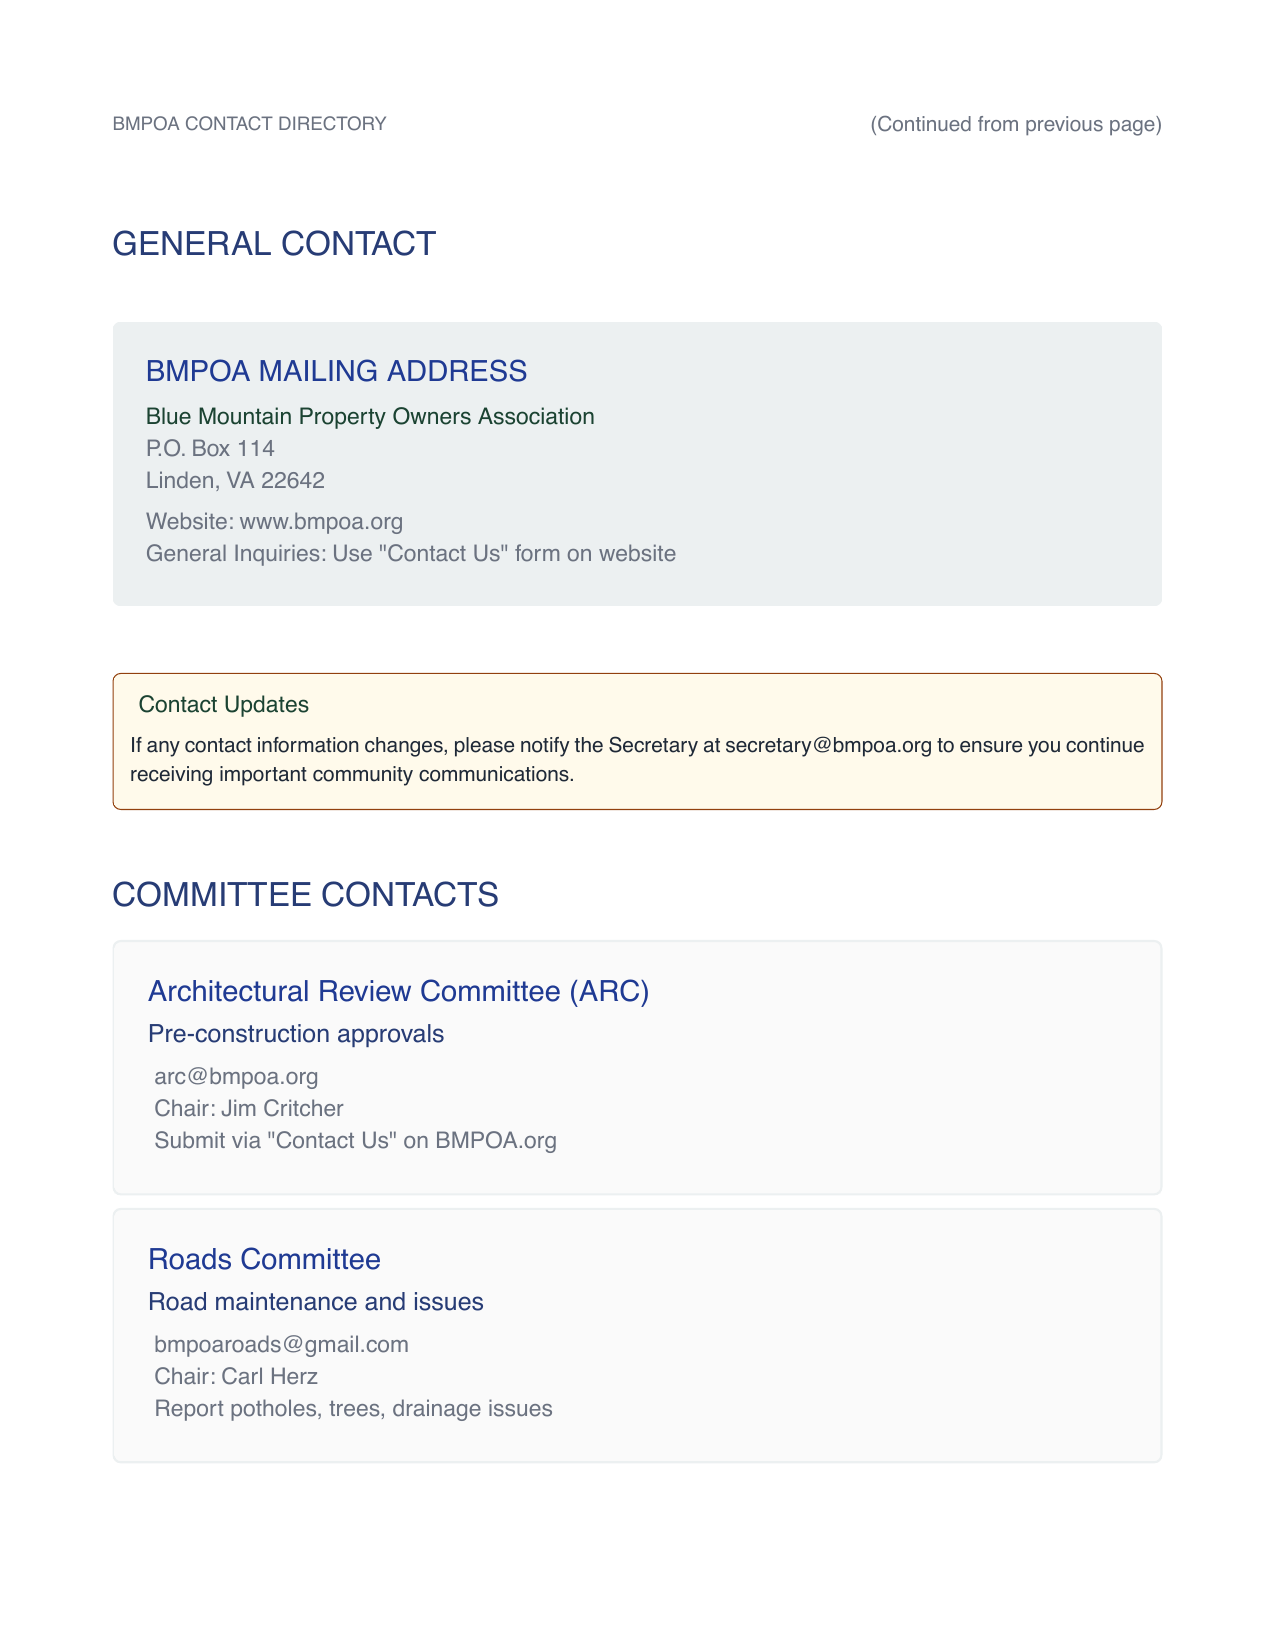 BMPOA CONTACT DIRECTORY
(Continued from previous page)
GENERAL CONTACT
BMPOA MAILING ADDRESS
Blue Mountain Property Owners Association
P.O. Box 114
Linden, VA 22642
Website: www.bmpoa.org
General Inquiries: Use "Contact Us" form on website
Contact Updates
If any contact information changes, please notify the Secretary at secretary@bmpoa.org to ensure you continue
receiving important community communications.
COMMITTEE CONTACTS
Architectural Review Committee (ARC)
Pre-construction approvals
arc@bmpoa.org
Chair: Jim Critcher
Submit via "Contact Us" on BMPOA.org
Roads Committee
Road maintenance and issues
bmpoaroads@gmail.com
Chair: Carl Herz
Report potholes, trees, drainage issues